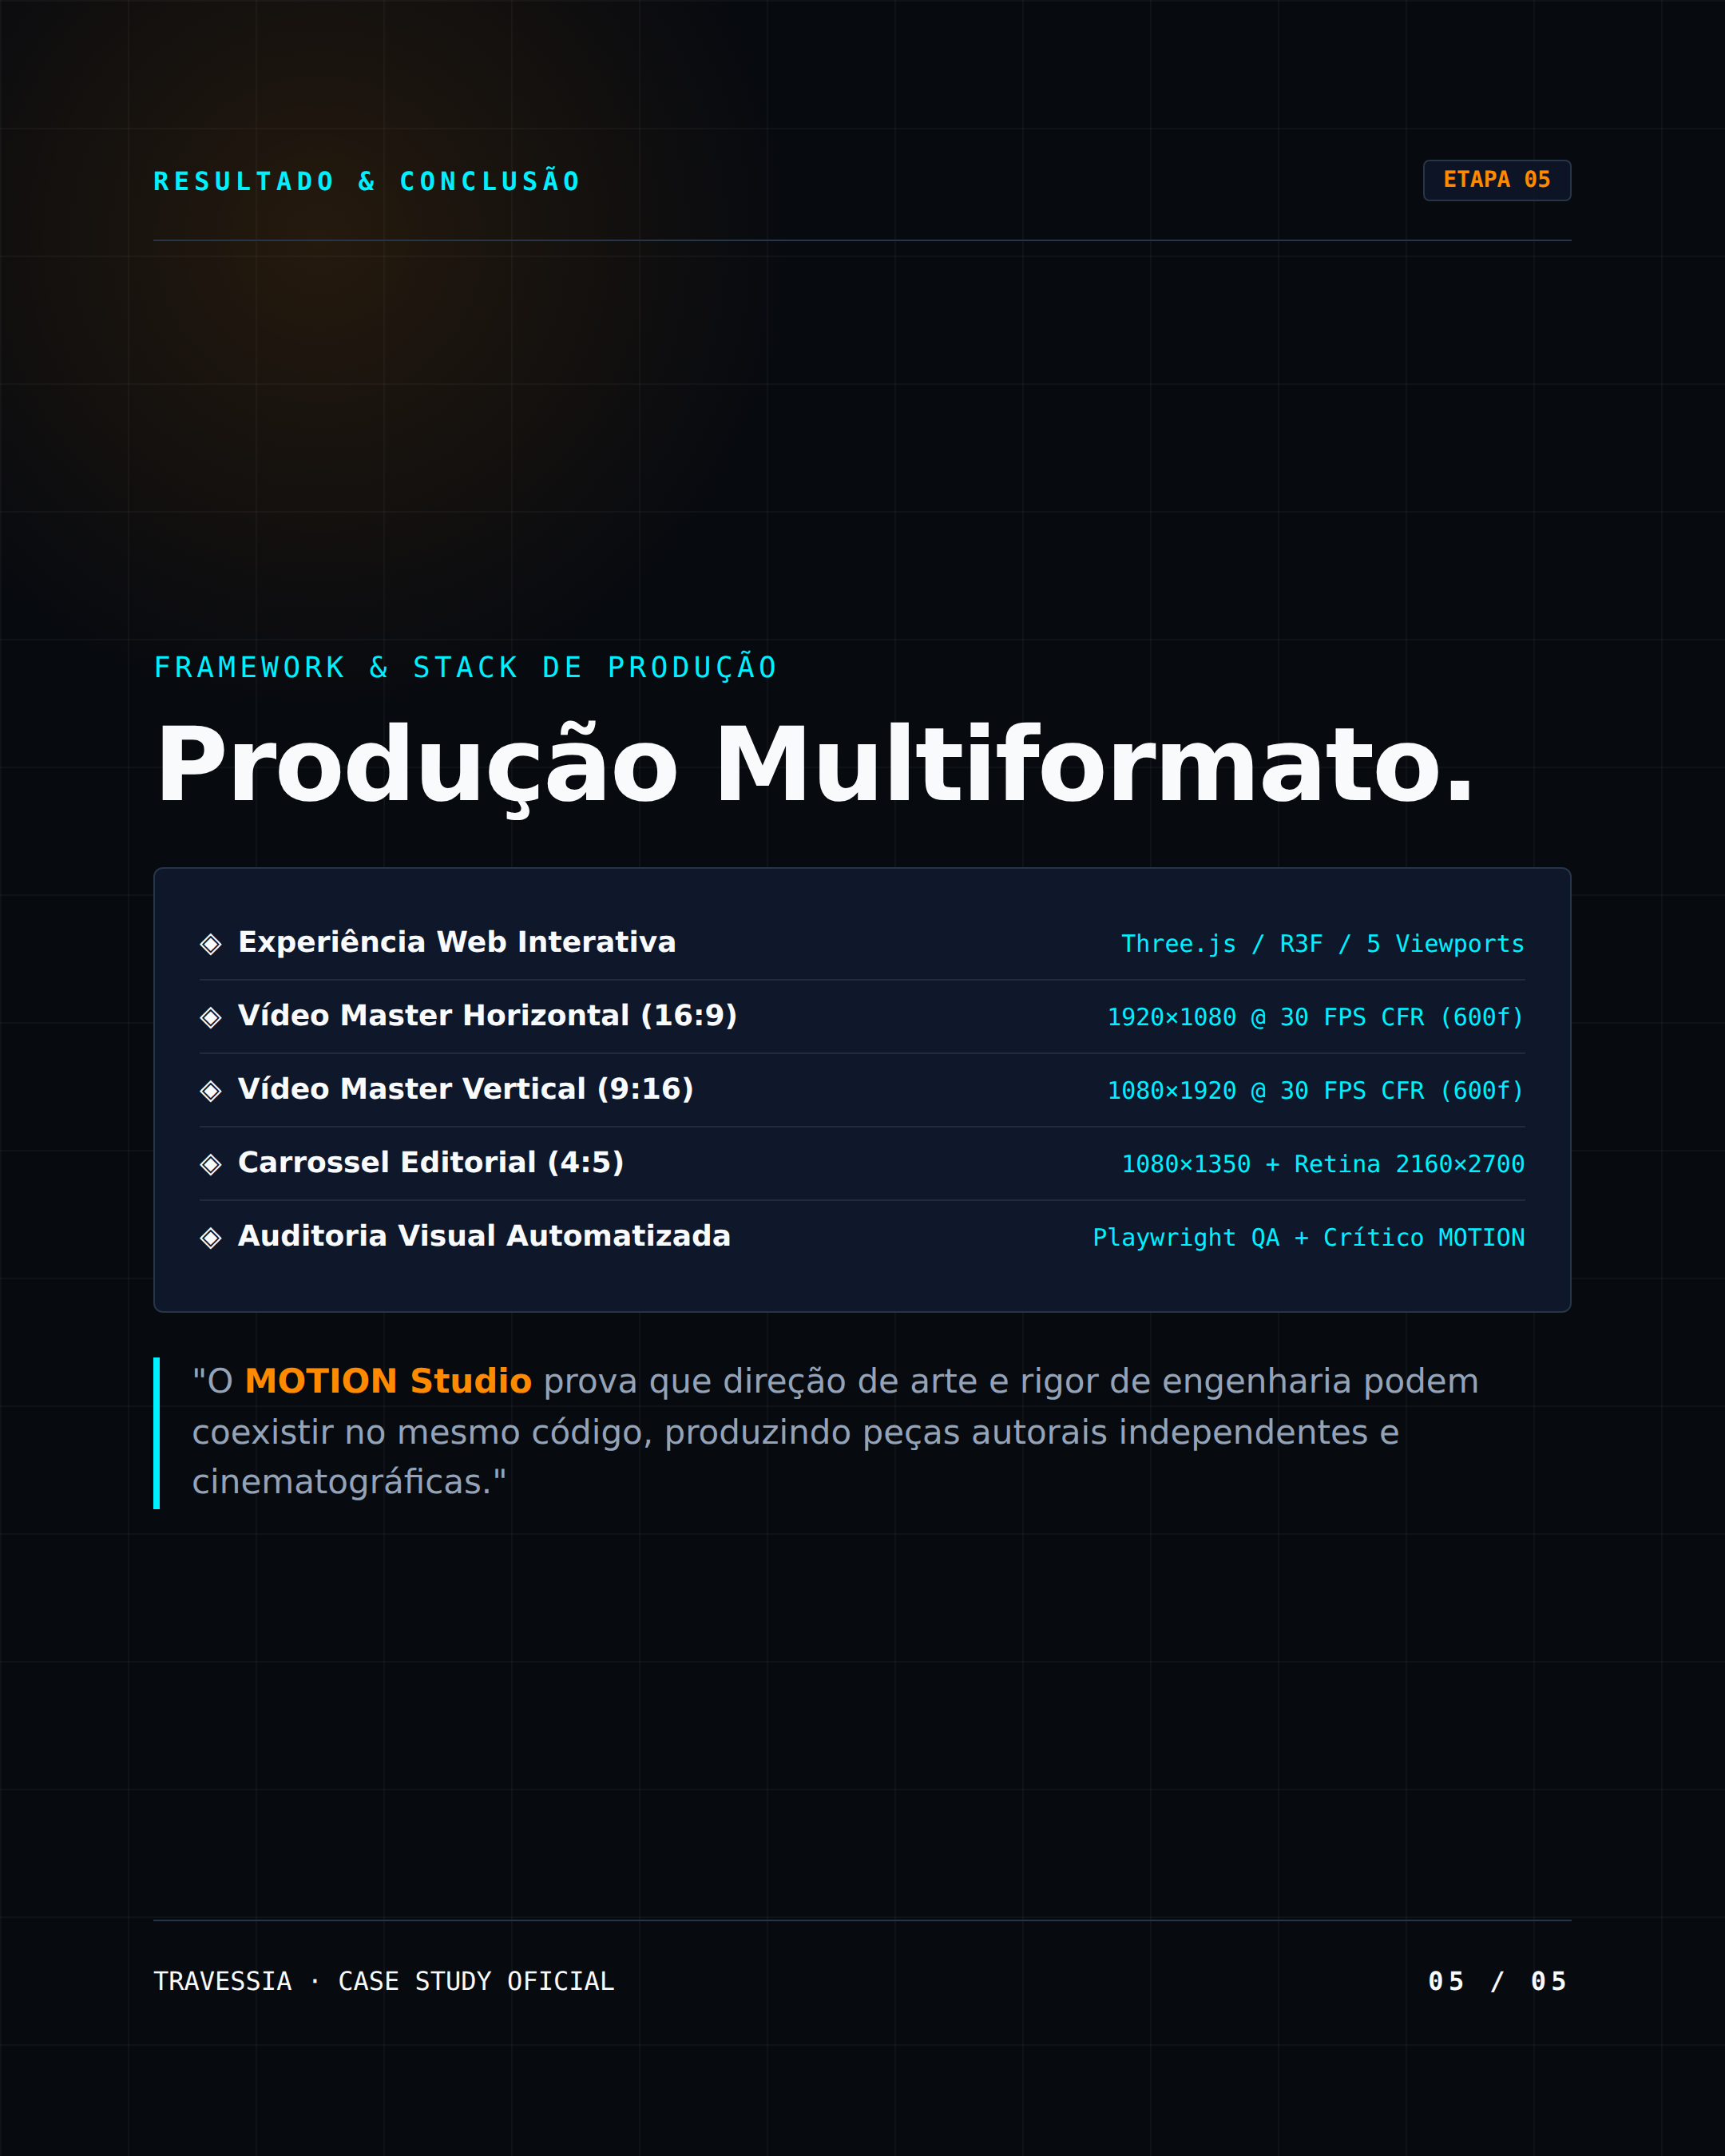 RESULTADO & CONCLUSÃO
ETAPA 05
FRAMEWORK & STACK DE PRODUÇÃO
Produção Multiformato.
◈ Experiência Web Interativa Three.js / R3F / 5 Viewports
◈ Vídeo Master Horizontal (16:9) 1920×1080 @ 30 FPS CFR (600f)
◈ Vídeo Master Vertical (9:16) 1080×1920 @ 30 FPS CFR (600f)
◈ Carrossel Editorial (4:5) 1080×1350 + Retina 2160×2700
◈ Auditoria Visual Automatizada Playwright QA + Crítico MOTION
"O MOTION Studio prova que direção de arte e rigor de engenharia podem
coexistir no mesmo código, produzindo peças autorais independentes e
cinematográficas."
TRAVESSIA · CASE STUDY OFICIAL
05 / 05